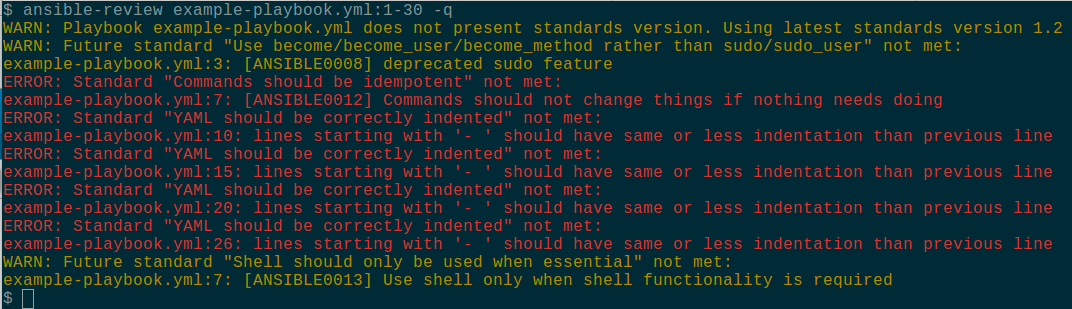 $ ansible-review example-playbook.yml:1-30 -q
WARN: Playbook example-playbook.yml does not present standards version. Using latest standards version 1.2
WARN: Future standard "Use become/become_user/become_method rather than sudo/sudo_user" not met:
example-playbook.yml:3: [ANSIBLE0008] deprecated sudo feature
ERROR: Standard "Commands should be idempotent" not met:
example-playbook.yml:7: [ANSIBLE0012] Commands should not change things if nothing needs doing
ERROR: Standard "YAML should be correctly indented" not met:
example-playbook.yml:10: lines starting with '- ' should have same or less indentation than previous line
ERROR: Standard "YAML should be correctly indented" not met:
example-playbook.yml:15: lines starting with '- ' should have same or less indentation than previous line
ERROR: Standard "YAML should be correctly indented" not met:
example-playbook.yml:20: lines starting with '- ' should have same or less indentation than previous line
ERROR: Standard "YAML should be correctly indented" not met:
example-playbook.yml:26: lines starting with '- ' should have same or less indentation than previous line
WARN: Future standard "Shell should only be used when essential" not met:
example-playbook.yml:7: [ANSIBLE0013] Use shell only when shell functionality is required
$